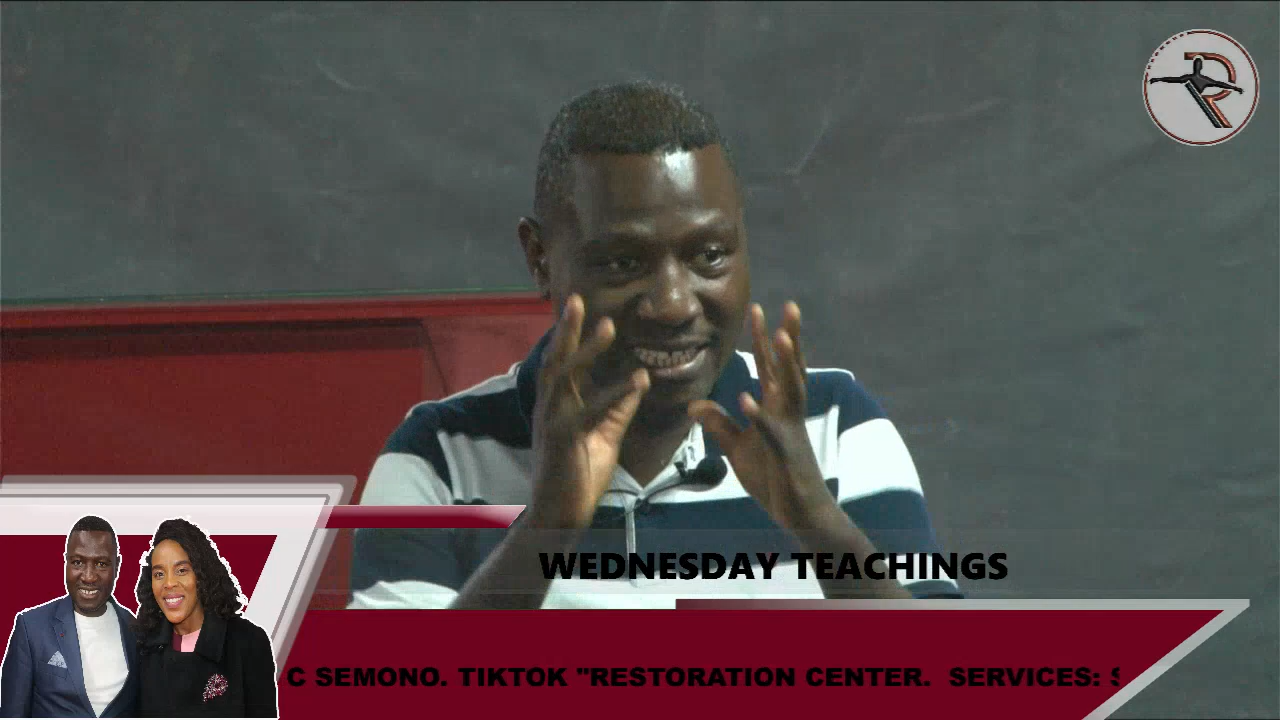 WEDNESDAY TEACHINGS
C SEMONO. TIKTOK "RESTORATION CENTER. SERVICES: